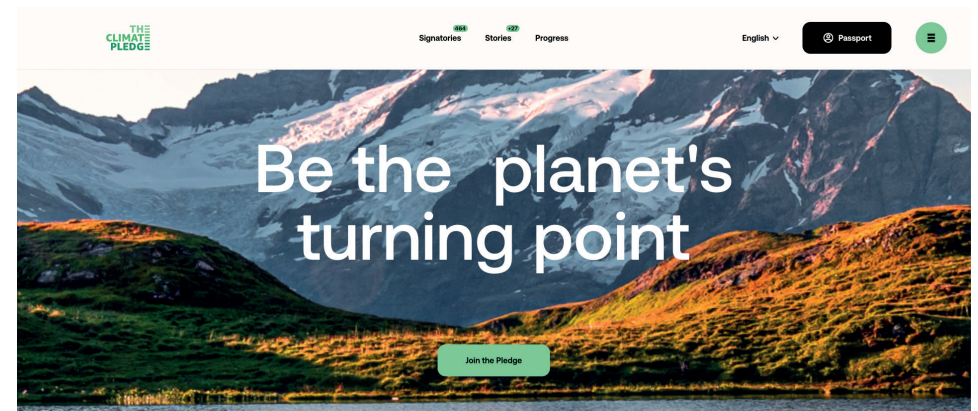 THE
CLIMATE
PLEDGE
Signatories 464
Stories +27
Progress
English
Passport
Be the planet's
turning point
Join the Pledge